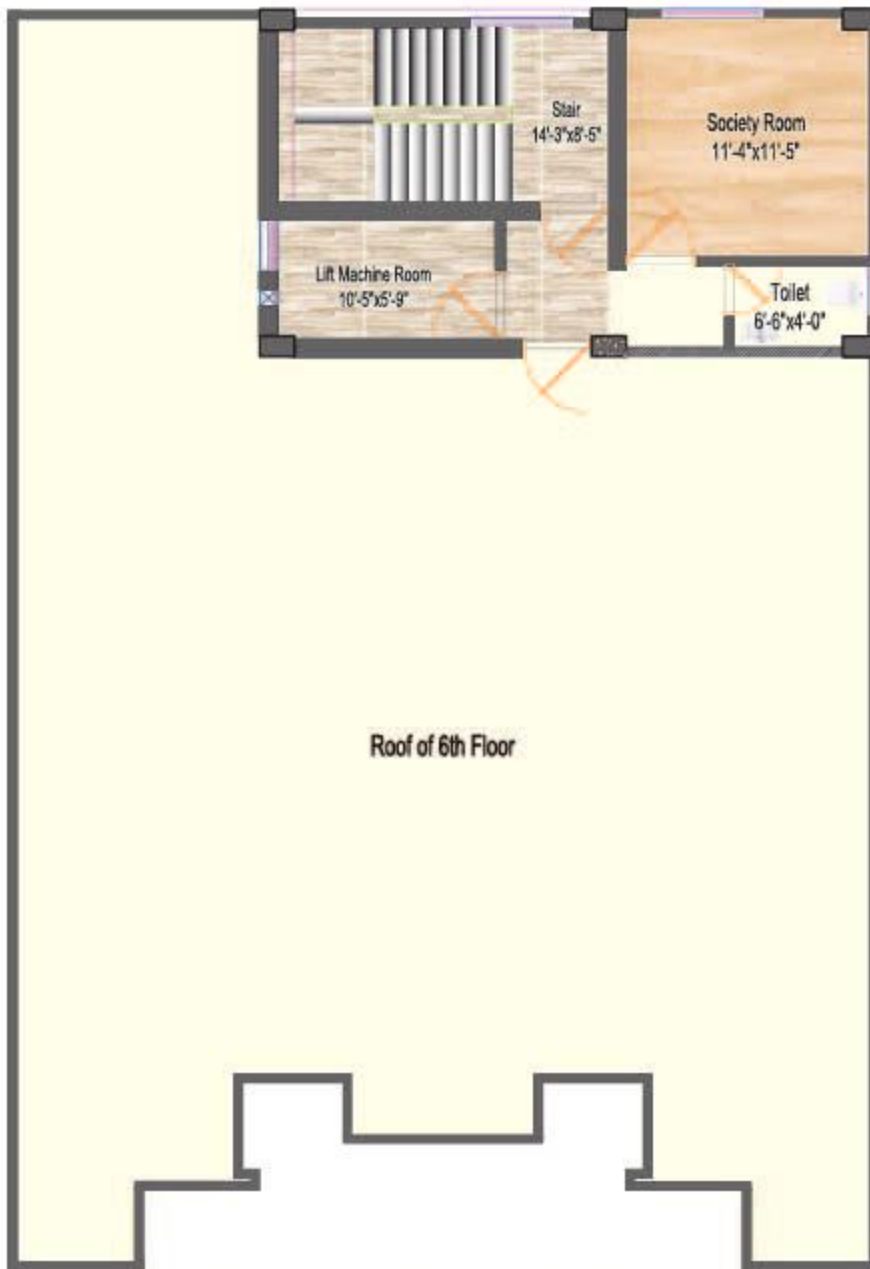 Stair
14'-3"x8'-5"
Society Room
11'-4"x11'-5"
Lift Machine Room
10'-5"x5'-9"
Toilet
6'-6"x4'-0"
Roof of 6th Floor